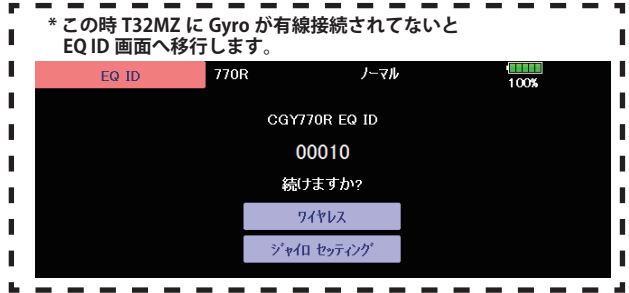 * この時 T32MZ に Gyro が有線接続されてないと
EQ ID 画面へ移行します。
EQ ID 770R ノーマル 100%
CGY770R EQ ID
00010
続けますか?
ワイヤレス
ジャイロ セッティング